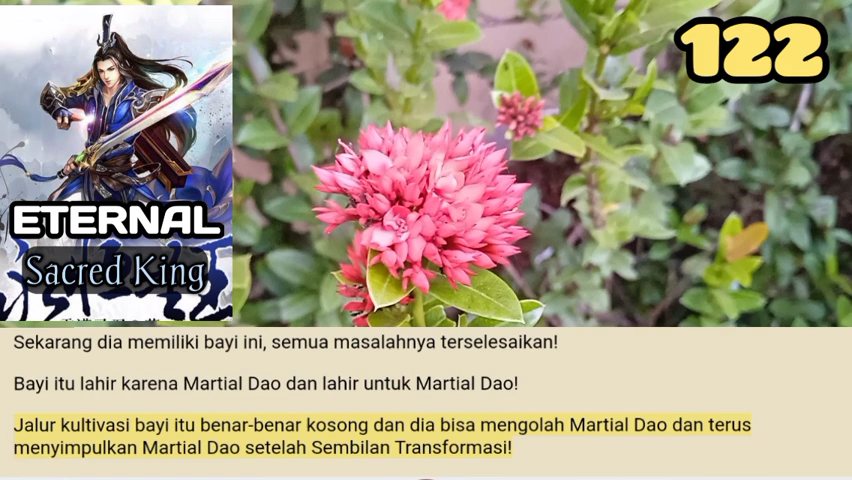 122
ETERNAL
Sacred King
Sekarang dia memiliki bayi ini, semua masalahnya terselesaikan!
Bayi itu lahir karena Martial Dao dan lahir untuk Martial Dao!
Jalur kultivasi bayi itu benar-benar kosong dan dia bisa mengolah Martial Dao dan terus
menyimpulkan Martial Dao setelah Sembilan Transformasi!